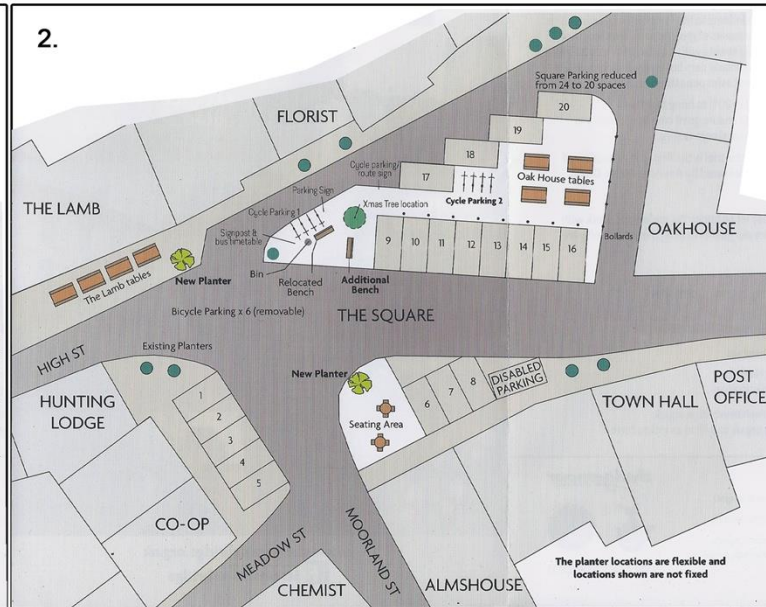 2.
FLORIST
Square Parking reduced
from 24 to 20 spaces
20
19
18
17
Cycle parking/
route sign
Parking Sign
Cycle Parking 2
Oak House tables
THE LAMB
Cycle Parking 1
Xmas Tree location
Signpost &
bus timetable
OAKHOUSE
Bollards
9
10
11
12
13
14
15
16
New Planter
Bin
Relocated
Bench
Additional
Bench
The Lamb tables
Bicycle Parking x 6 (removable)
THE SQUARE
HIGH ST
Existing Planters
New Planter
HUNTING
LODGE
1
2
3
4
5
6
7
8
DISABLED
PARKING
TOWN HALL
POST
OFFICE
Seating Area
CO-OP
MEADOW ST
MOORLAND ST
CHEMIST
ALMSHOUSE
The planter locations are flexible and
locations shown are not fixed